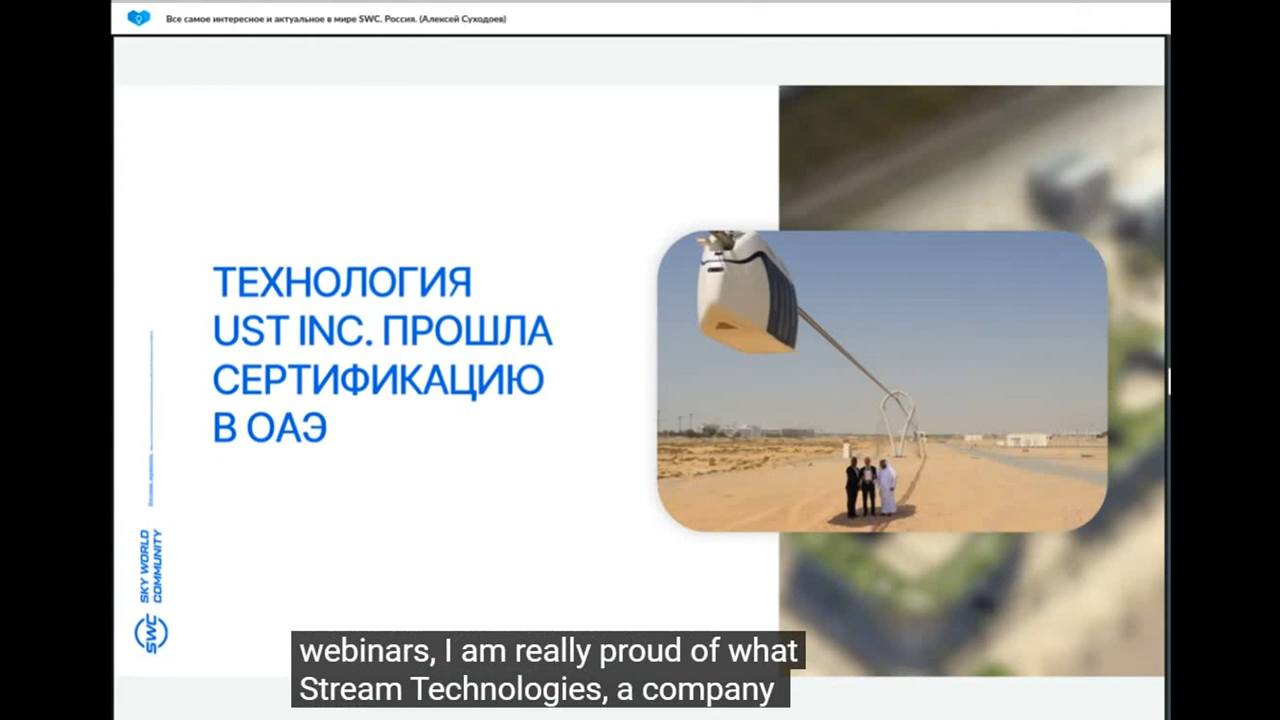 Все самое интересное и актуальное в мире SWC. Россия. (Алексей Суходоев)
ТЕХНОЛОГИЯ
UST INC. ПРОШЛА
СЕРТИФИКАЦИЮ
В ОАЭ
SKY WORLD
COMMUNITY
SWC
webinars, I am really proud of what
Stream Technologies, a company